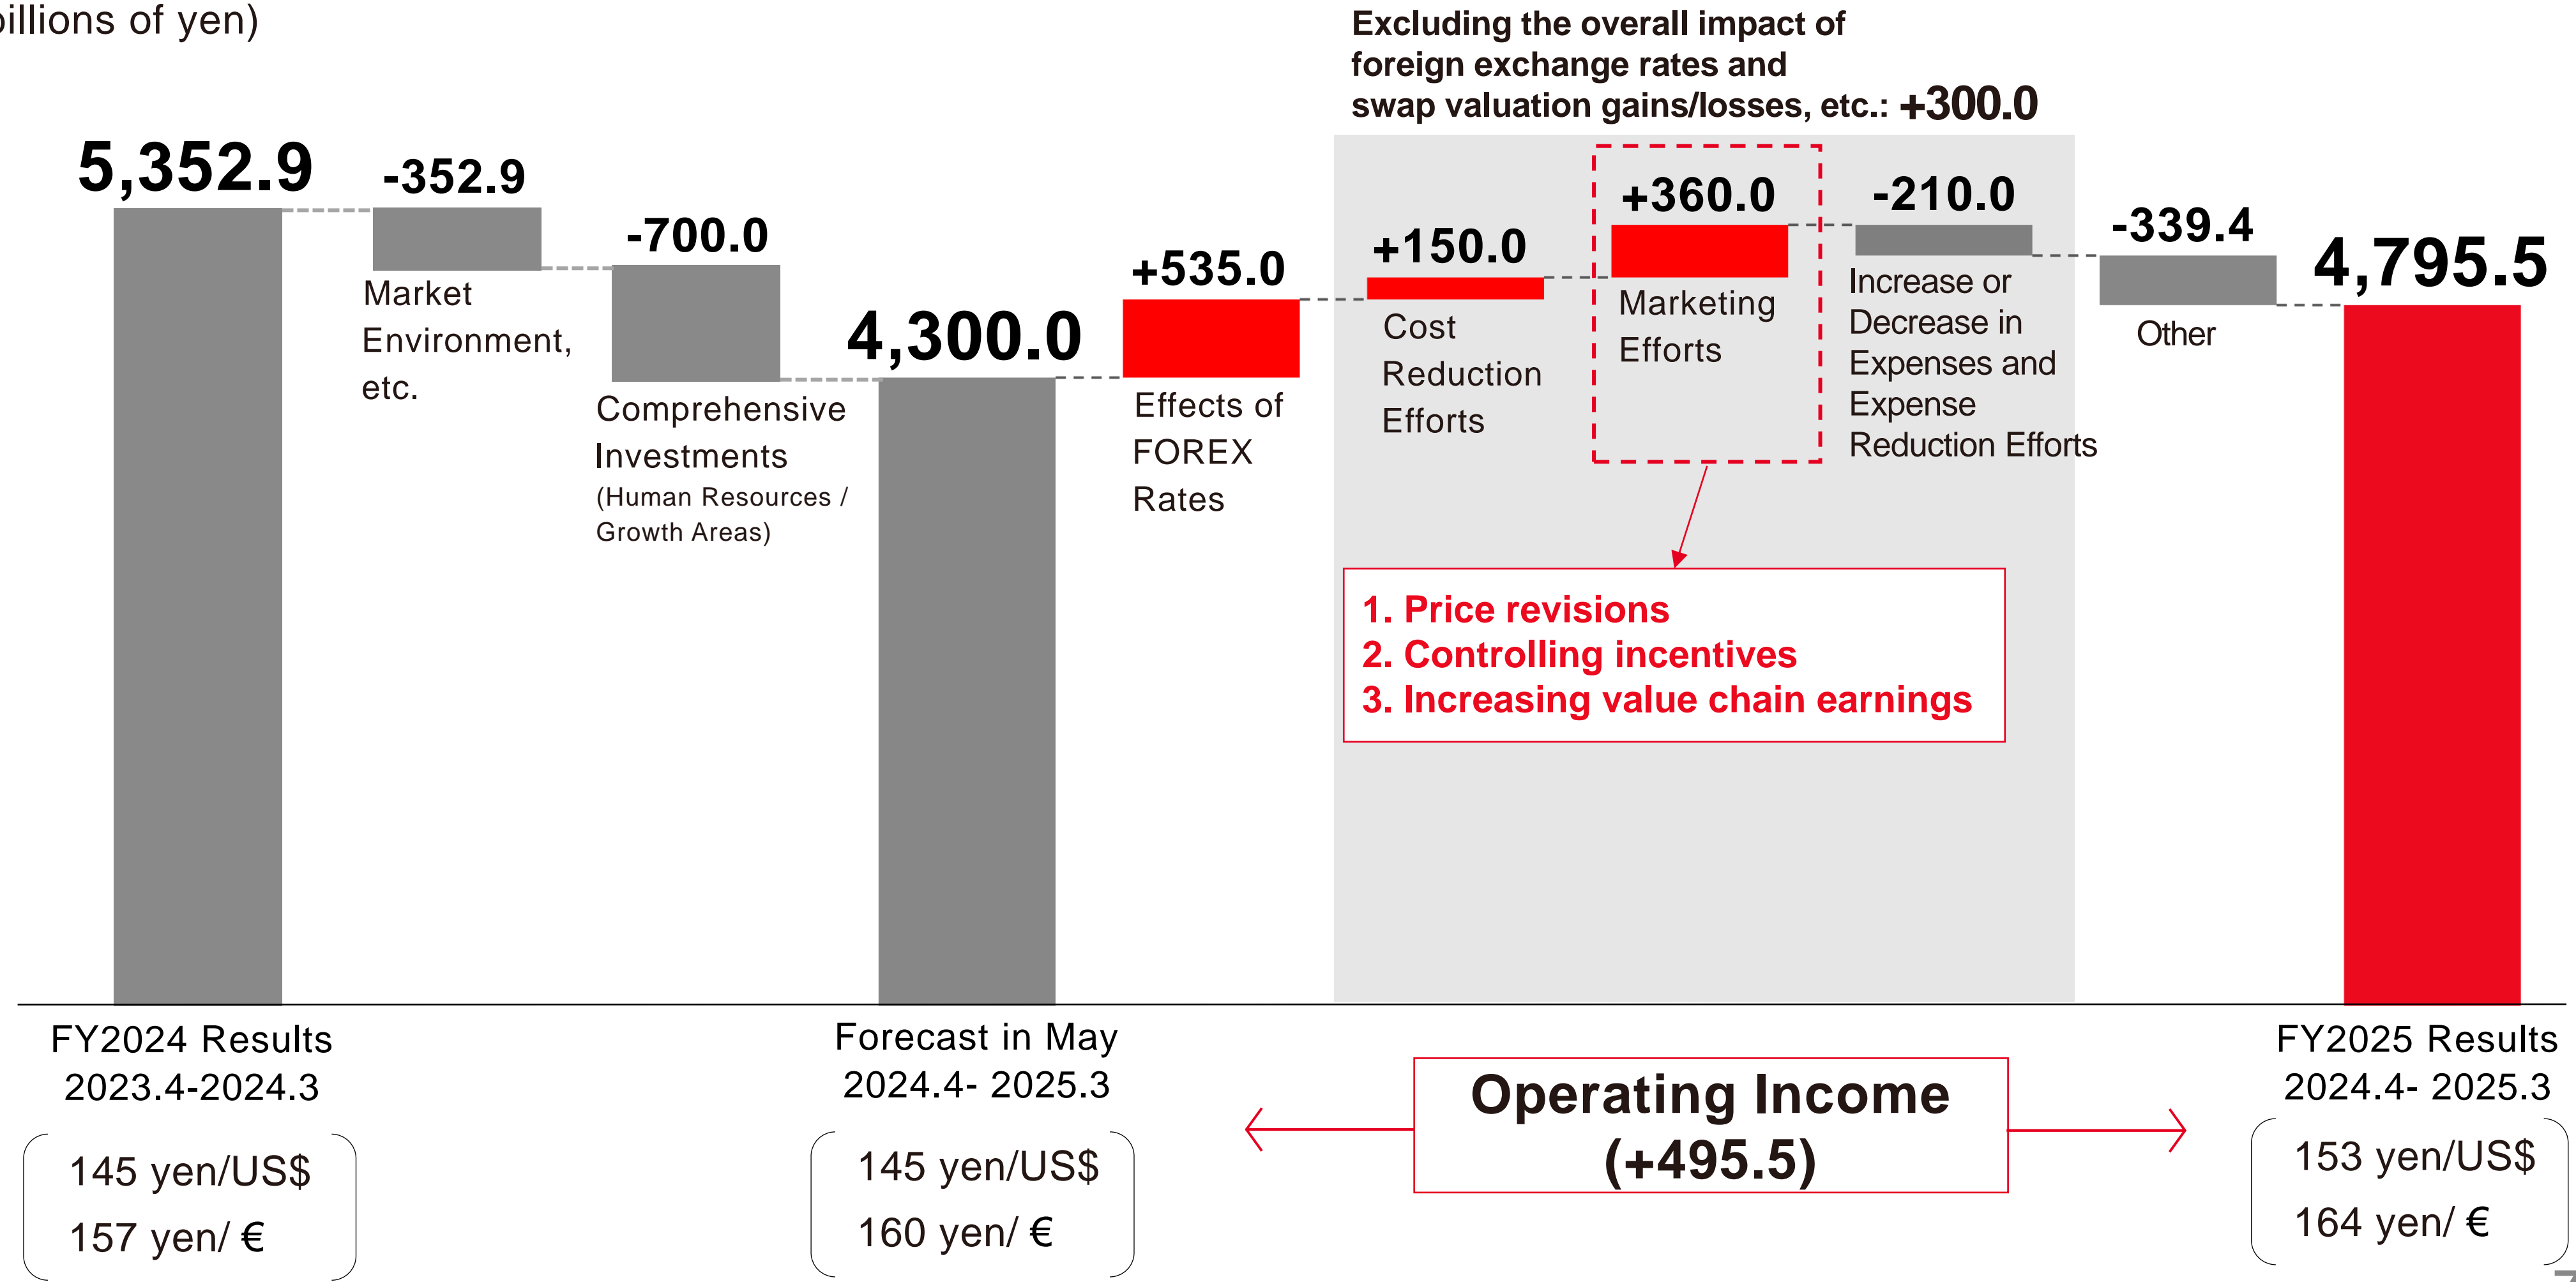 billions of yen)
Excluding the overall impact of
foreign exchange rates and
swap valuation gains/losses, etc.: +300.0
5,352.9
-352.9
Market
Environment,
etc.
-700.0
Comprehensive
Investments
(Human Resources /
Growth Areas)
4,300.0
+535.0
Effects of
FOREX
Rates
+150.0
Cost
Reduction
Efforts
+360.0
Marketing
Efforts
-210.0
Increase or
Decrease in
Expenses and
Expense
Reduction Efforts
-339.4
Other
4,795.5
1. Price revisions
2. Controlling incentives
3. Increasing value chain earnings
FY2024 Results
2023.4-2024.3
145 yen/US$
157 yen/ €
Forecast in May
2024.4- 2025.3
145 yen/US$
160 yen/ €
Operating Income
(+495.5)
FY2025 Results
2024.4- 2025.3
153 yen/US$
164 yen/ €